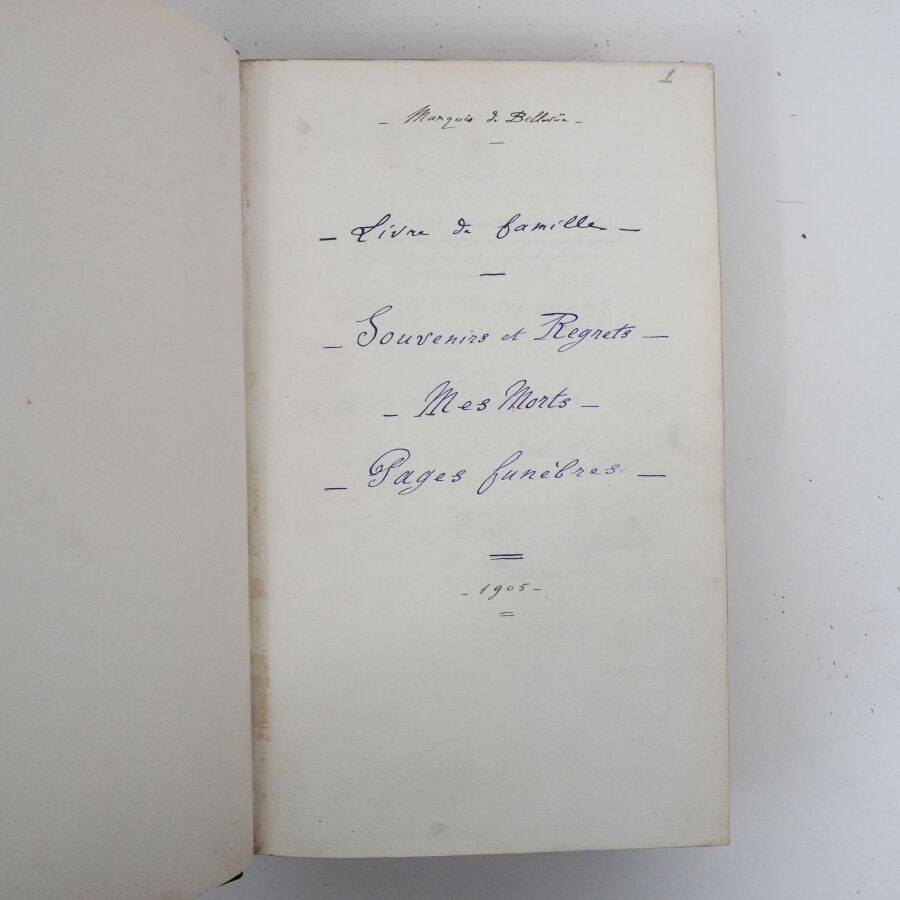 1
- Marquis de Bellevüe -
- Livre de famille -
- Souvenirs et Regrets -
- Mes Morts -
- Pages funèbres -
- 1905 -